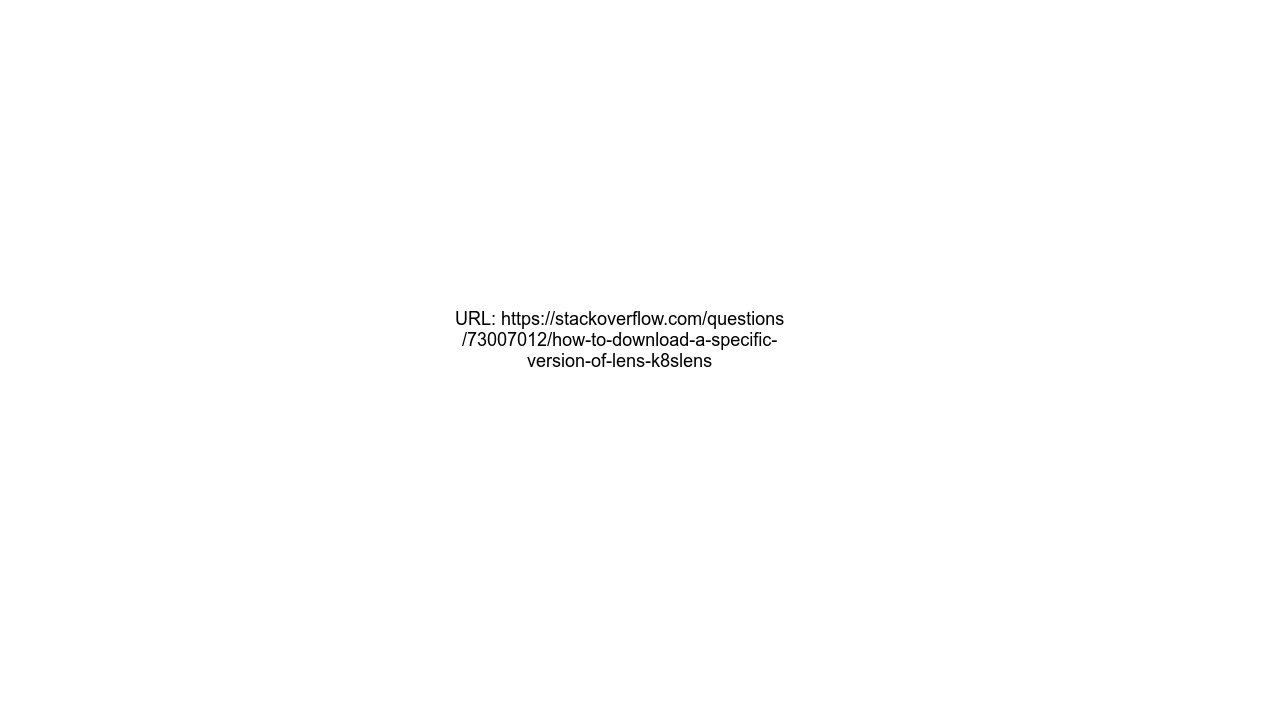 URL: https://stackoverflow.com/questions
/73007012/how-to-download-a-specific-
version-of-lens-k8slens